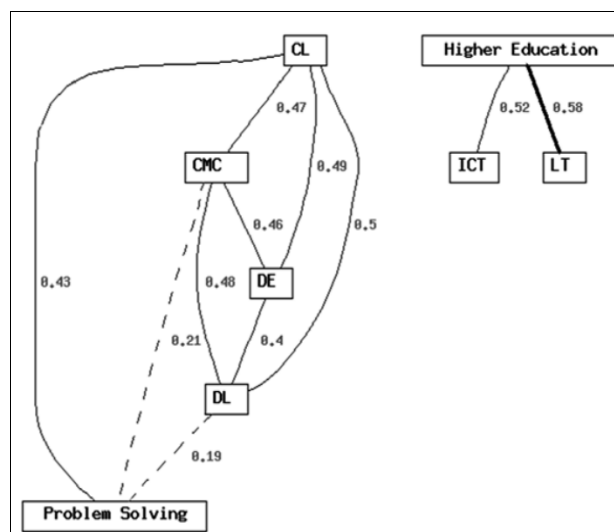 CL
Higher Education
0.47
0.52
0.58
CMC
0.49
ICT
LT
0.46
0.5
0.43
0.48
DE
0.21
0.4
DL
0.19
Problem Solving